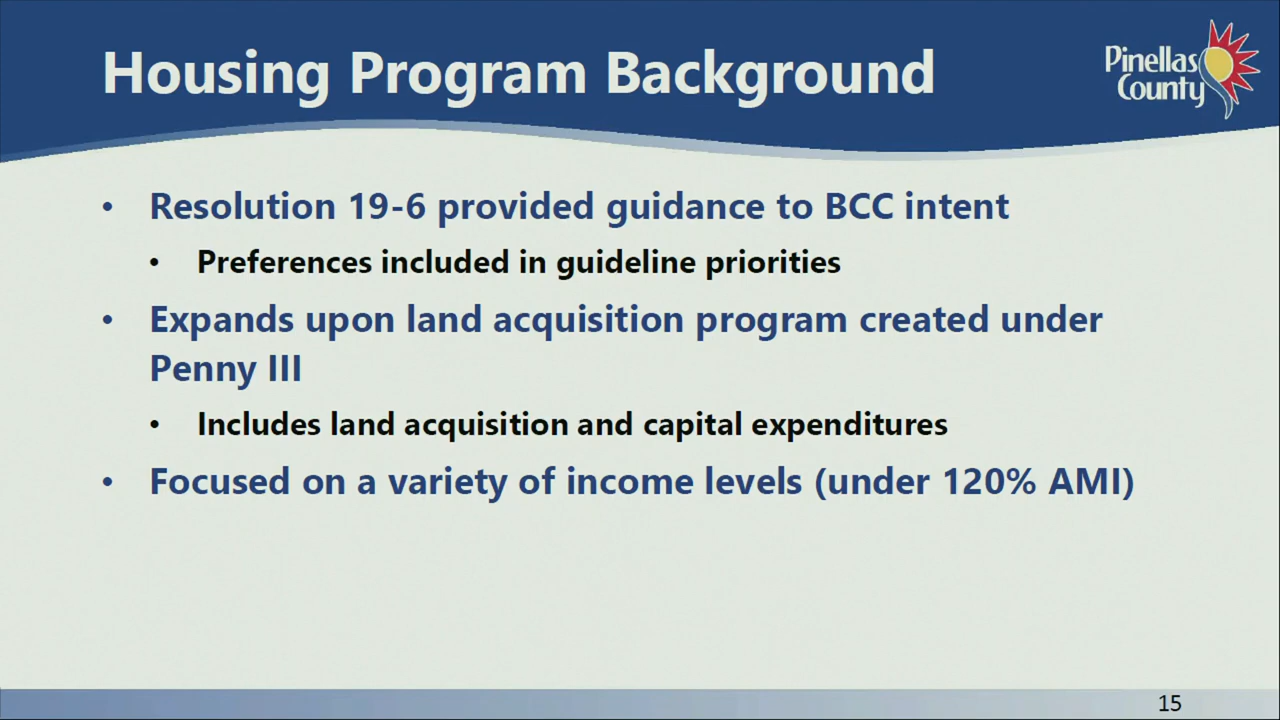 Housing Program Background
Pinellas
County
• Resolution 19-6 provided guidance to BCC intent
• Preferences included in guideline priorities
• Expands upon land acquisition program created under
Penny III
• Includes land acquisition and capital expenditures
• Focused on a variety of income levels (under 120% AMI)
15